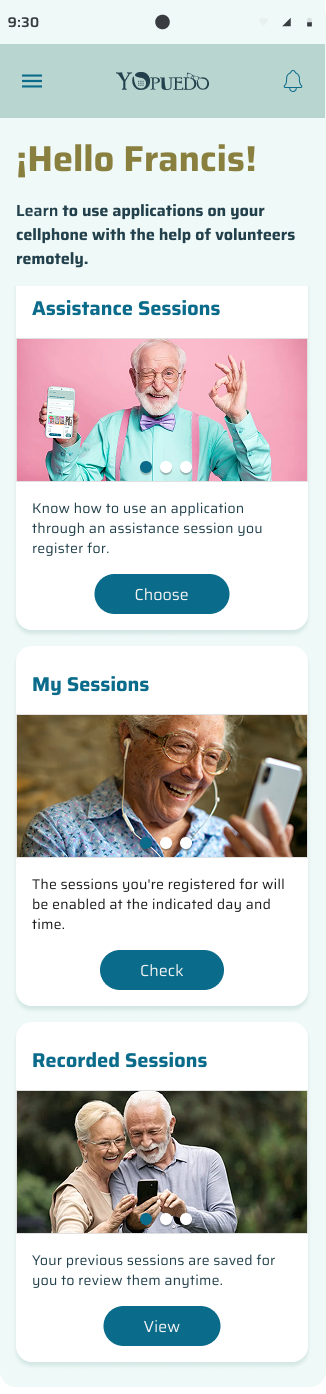 9:30
YOPUEDO
¡Hello Francis!
Learn to use applications on your
cellphone with the help of volunteers
remotely.
Assistance Sessions
Know how to use an application
through an assistance session you
register for.
Choose
My Sessions
The sessions you're registered for will
be enabled at the indicated day and
time.
Check
Recorded Sessions
Your previous sessions are saved for
you to review them anytime.
View